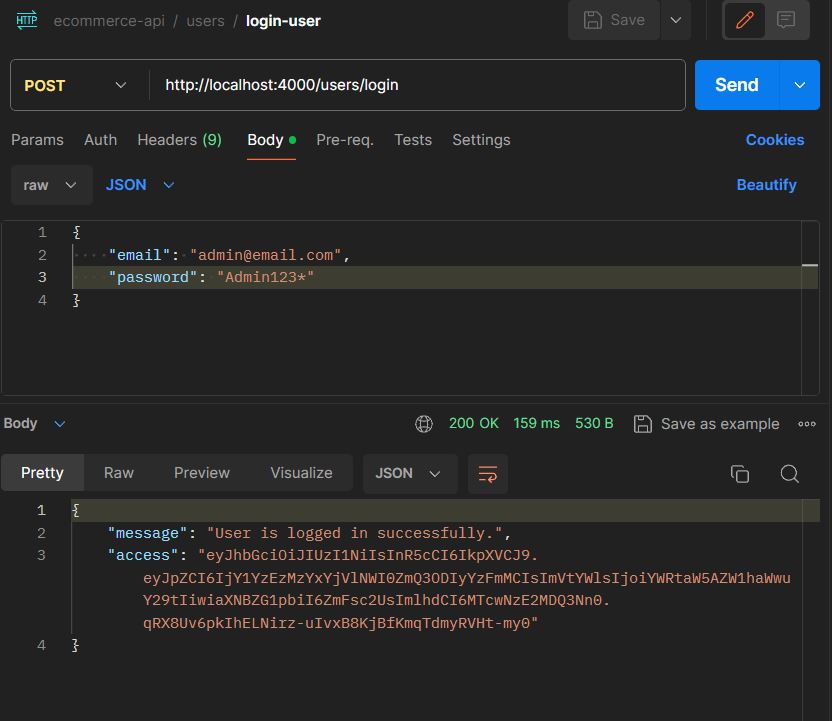 HTTP ecommerce-api / users / login-user Save
POST http://localhost:4000/users/login Send
Params Auth Headers (9) Body Pre-req. Tests Settings Cookies
raw JSON Beautify
1 {
2 "email": "admin@email.com",
3 "password": "Admin123*"
4 }
Body 200 OK 159 ms 530 B Save as example
Pretty Raw Preview Visualize JSON
1 {
2 "message": "User is logged in successfully.",
3 "access": "eyJhbGciOiJIUzI1NiIsInR5cCI6IkpXVCJ9.
eyJpZCI6IjY1YzEzMzYxYjVlNWI0ZmQ3ODIyYzFmMCIsImVtYWlsIjoiYWRtaW5AZW1haWwu
Y29tIiwiaXNBZG1pbiI6ZmFsc2UsImlhdCI6MTcwNzE2MDQ3Nn0.
qRX8Uv6pkIhELNirz-uIvxB8KjBfKmqTdmyRVHt-my0"
4 }